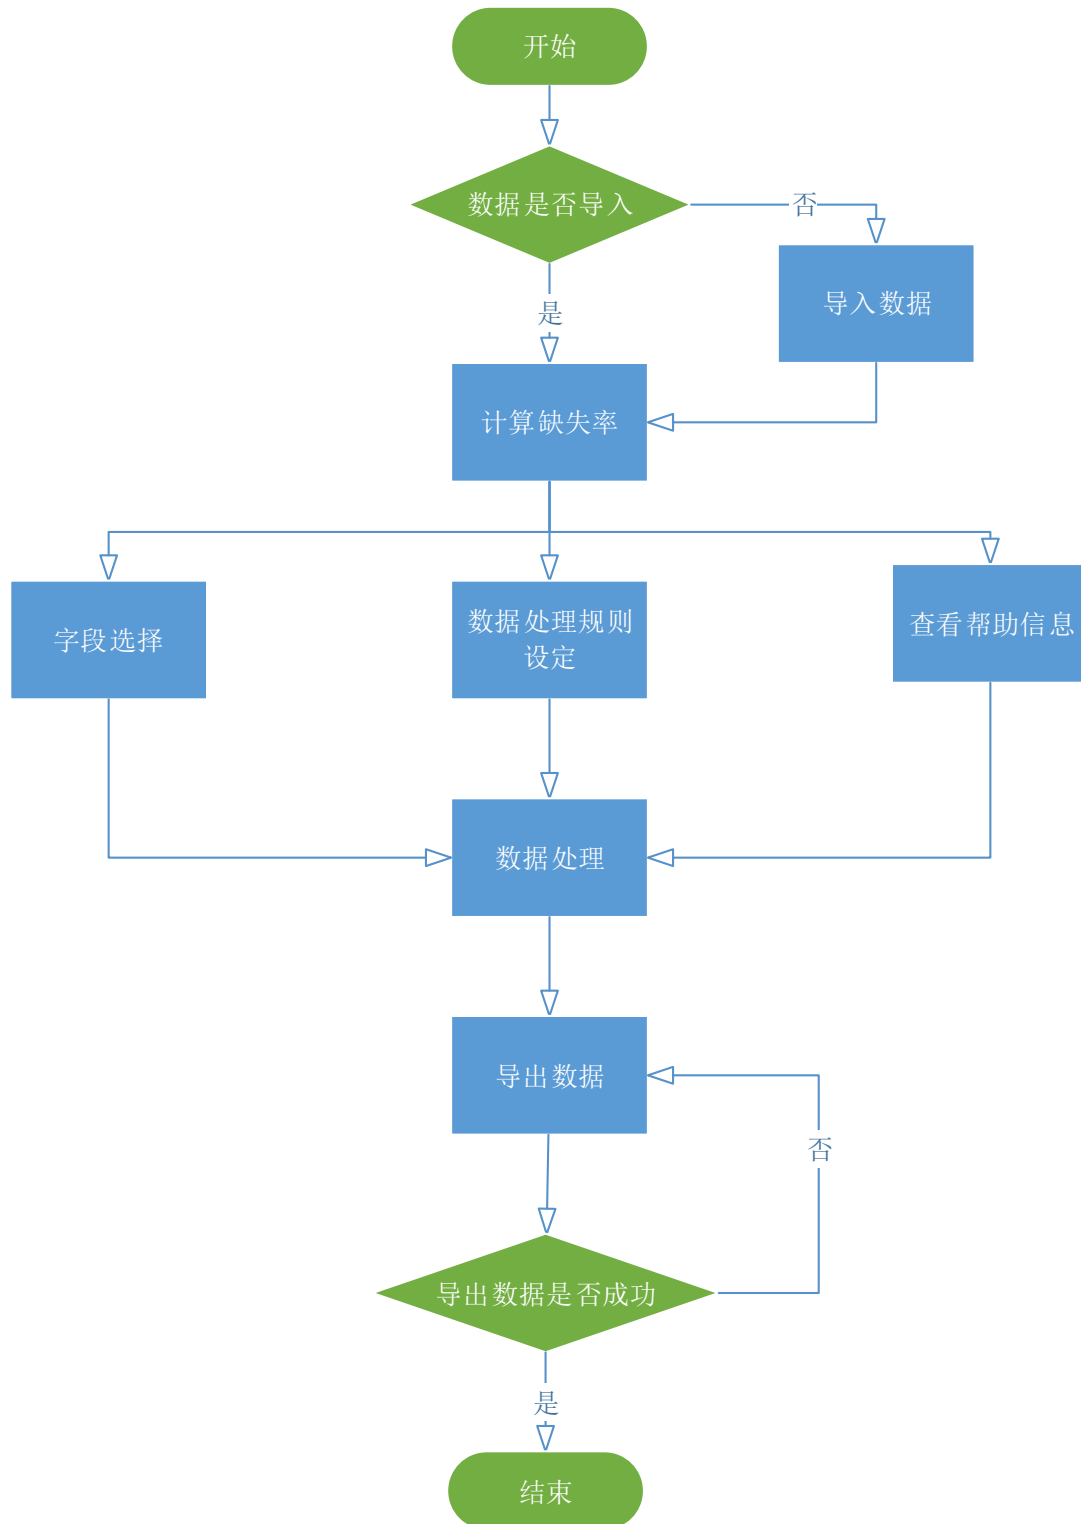 开始
数据是否导入
否
导入数据
是
计算缺失率
字段选择
数据处理规则
设定
查看帮助信息
数据处理
导出数据
否
导出数据是否成功
是
结束